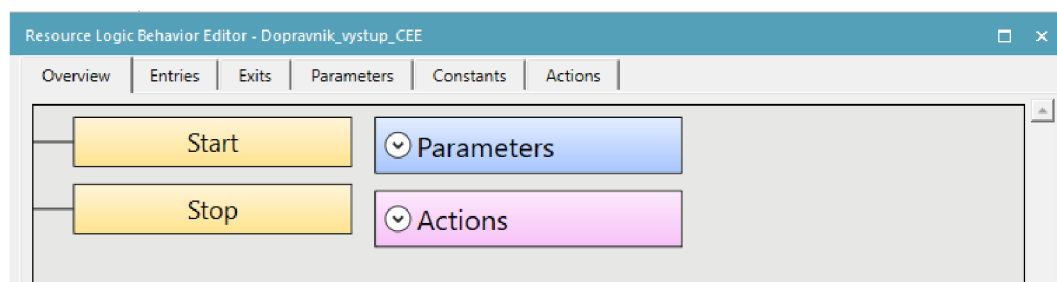 Resource Logic Behavior Editor - Dopravnik_vystup_CEE
Overview Entries Exits Parameters Constants Actions
Start Parameters
Stop Actions